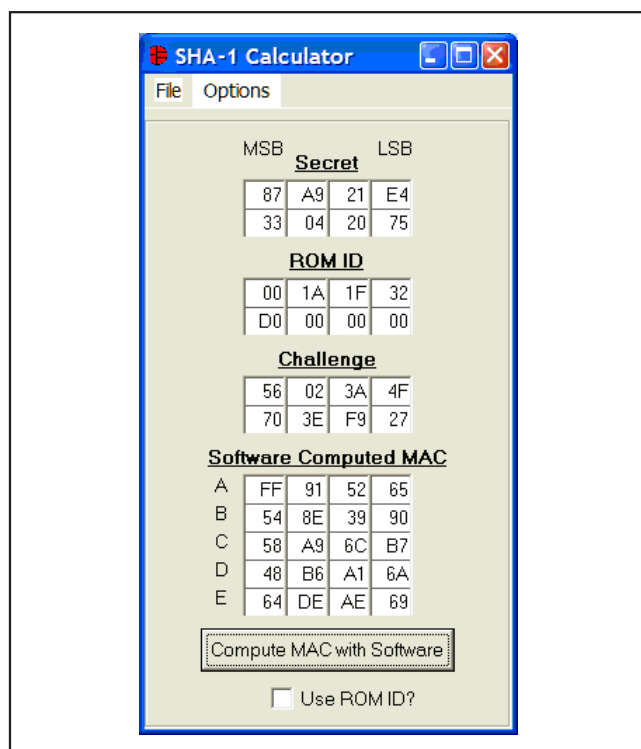 SHA-1 Calculator
File Options
MSB LSB
Secret
87 A9 21 E4
33 04 20 75
ROM ID
00 1A 1F 32
D0 00 00 00
Challenge
56 02 3A 4F
70 3E F9 27
Software Computed MAC
A FF 91 52 65
B 54 8E 39 90
C 58 A9 6C B7
D 48 B6 A1 6A
E 64 DE AE 69
Compute MAC with Software
Use ROM ID?